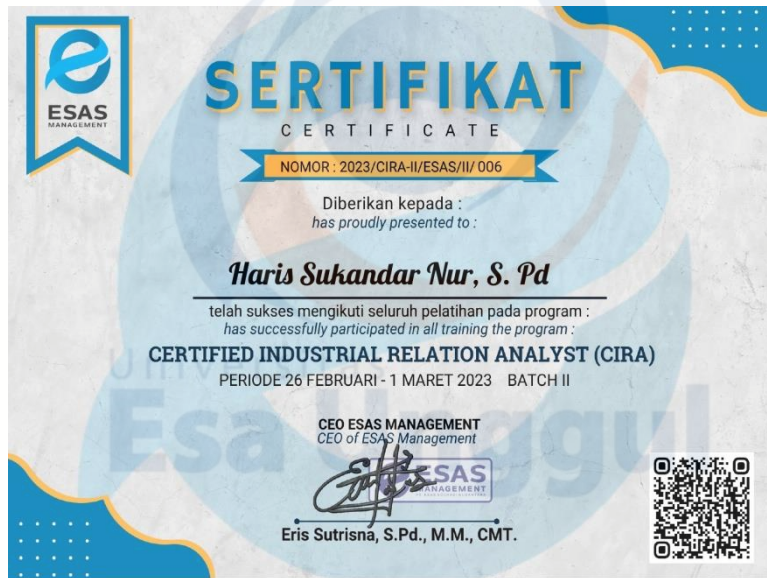 ESAS
MANAGEMENT
SERTIFIKAT
CERTIFICATE
NOMOR : 2023/CIRA-II/ESAS/II/ 006
Diberikan kepada :
has proudly presented to :
Haris Sukandar Nur, S. Pd
telah sukses mengikuti seluruh pelatihan pada program :
has successfully participated in all training the program :
CERTIFIED INDUSTRIAL RELATION ANALYST (CIRA)
PERIODE 26 FEBRUARI - 1 MARET 2023 BATCH II
Universitas
Esa Unggul
CEO ESAS MANAGEMENT
CEO of ESAS Management
ESAS
MANAGEMENT
Eris Sutrisna, S.Pd., M.M., CMT.